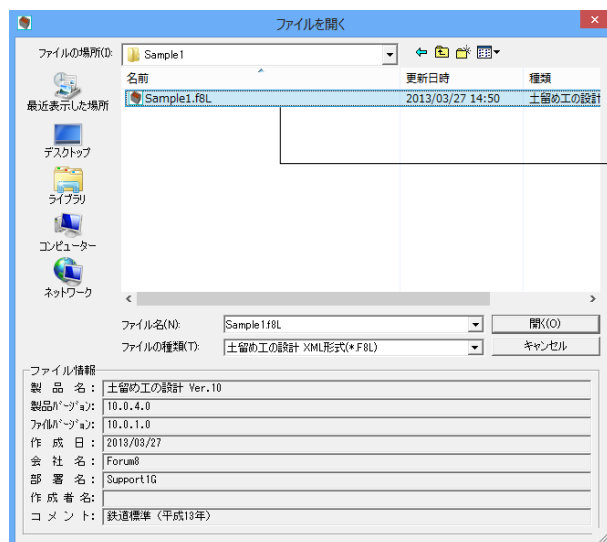 ファイルを開く
ファイルの場所(I):
Sample1
名前
更新日時
種類
Sample1.f8L
2013/03/27 14:50
土留め工の設計
最近表示した場所
デスクトップ
ライブラリ
コンピューター
ネットワーク
ファイル名(N):
Sample1.f8L
開く(O)
ファイルの種類(T):
土留め工の設計 XML形式(*.F8L)
キャンセル
ファイル情報
製 品 名: 土留め工の設計 Ver.10
製品バージョン: 10.0.4.0
ファイルバージョン: 10.0.1.0
作 成 日: 2013/03/27
会 社 名: Forum8
部 署 名: Support1G
作成者名:
コメント: 鉄道標準(平成13年)